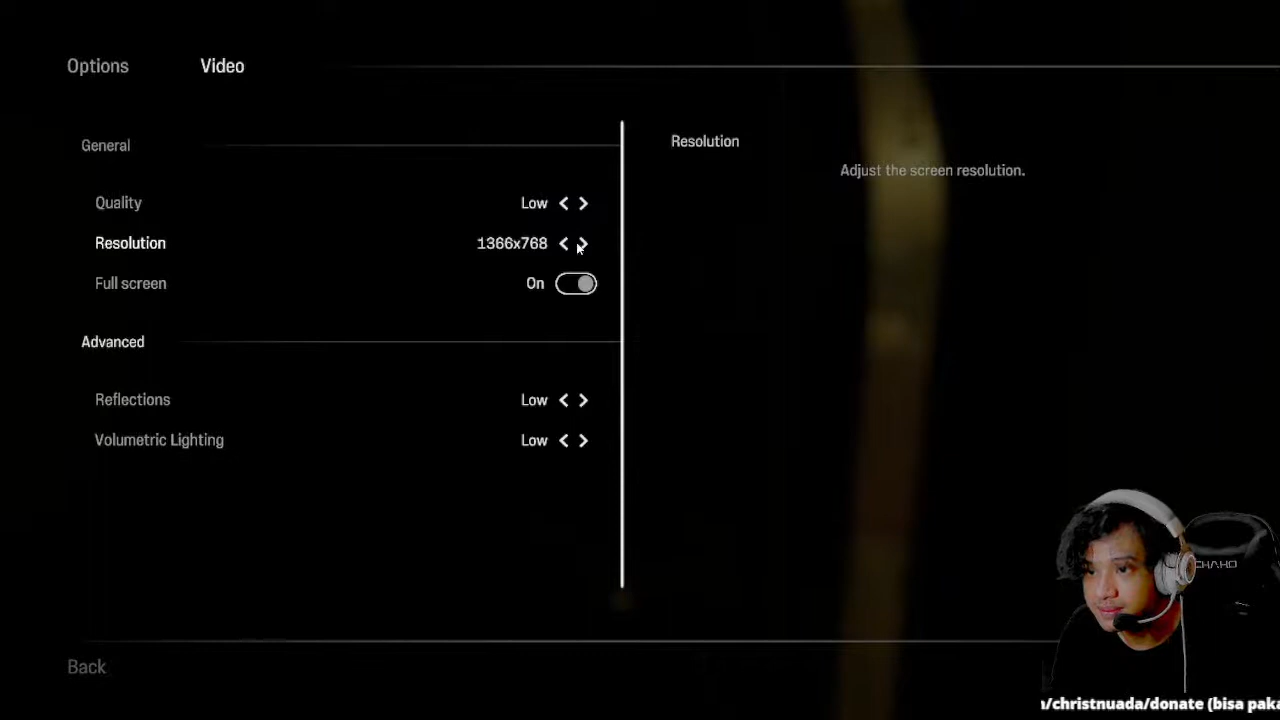 Options Video
General
Quality Low
Resolution 1366x768
Full screen On
Advanced
Reflections Low
Volumetric Lighting Low
Resolution
Adjust the screen resolution.
Back
/christnuada/donate (bisa paka